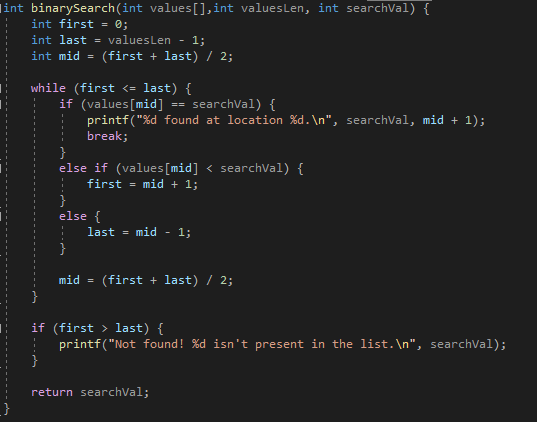 int binarySearch(int values[],int valuesLen, int searchVal) {
    int first = 0;
    int last = valuesLen - 1;
    int mid = (first + last) / 2;

    while (first <= last) {
        if (values[mid] == searchVal) {
            printf("%d found at location %d.\n", searchVal, mid + 1);
            break;
        }
        else if (values[mid] < searchVal) {
            first = mid + 1;
        }
        else {
            last = mid - 1;
        }

        mid = (first + last) / 2;
    }

    if (first > last) {
        printf("Not found! %d isn't present in the list.\n", searchVal);
    }

    return searchVal;
}